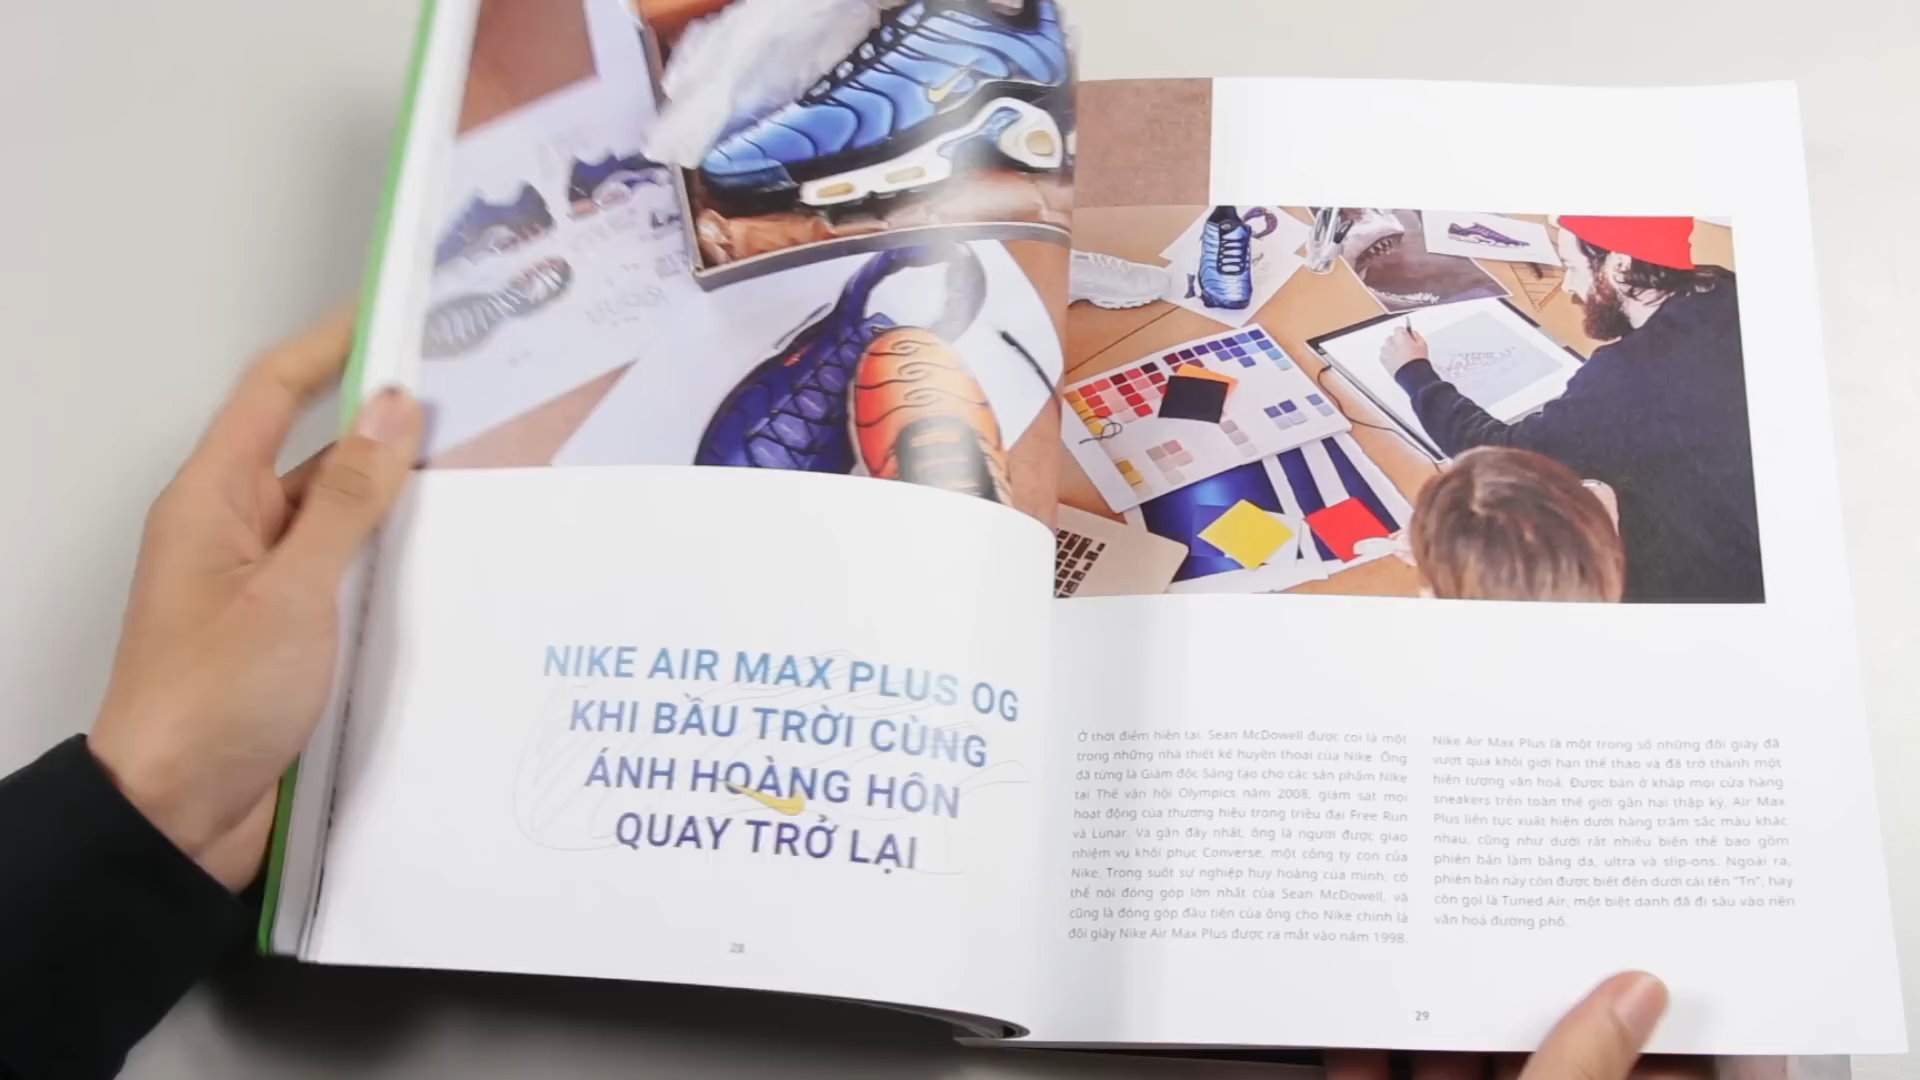 NIKE AIR MAX PLUS OG
KHI BẦU TRỜI CÙNG
ÁNH HOÀNG HÔN
QUAY TRỞ LẠI
28
Ở thời điểm hiện tại, Sean McDowell được coi là một
trong những nhà thiết kế huyền thoại của Nike. Ông
đã từng là Giám đốc Sáng tạo cho các sản phẩm Nike
tại Thế vận hội Olympics năm 2008, giám sát mọi
hoạt động của thương hiệu trong triều đại Free Run
và Lunar. Và gần đây nhất, ông là người được giao
nhiệm vụ khôi phục Converse, một công ty con của
Nike. Trong suốt sự nghiệp huy hoàng của mình, có
thể nói đóng góp lớn nhất của Sean McDowell, và
cũng là đóng góp đầu tiên của ông cho Nike chính là
đôi giày Nike Air Max Plus được ra mắt vào năm 1998.
Nike Air Max Plus là một trong số những đôi giày đã
vượt qua khỏi giới hạn thể thao và đã trở thành một
hiện tượng văn hoá. Được bán ở khắp mọi cửa hàng
sneakers trên toàn thế giới gần hai thập kỷ, Air Max
Plus liên tục xuất hiện dưới hàng trăm sắc màu khác
nhau, cũng như dưới rất nhiều biến thể bao gồm
phiên bản làm bằng da, ultra và slip-ons. Ngoài ra,
phiên bản này còn được biết đến dưới cái tên "Tn", hay
còn gọi là Tuned Air, một biệt danh đã đi sâu vào nền
văn hoá đường phố.
29